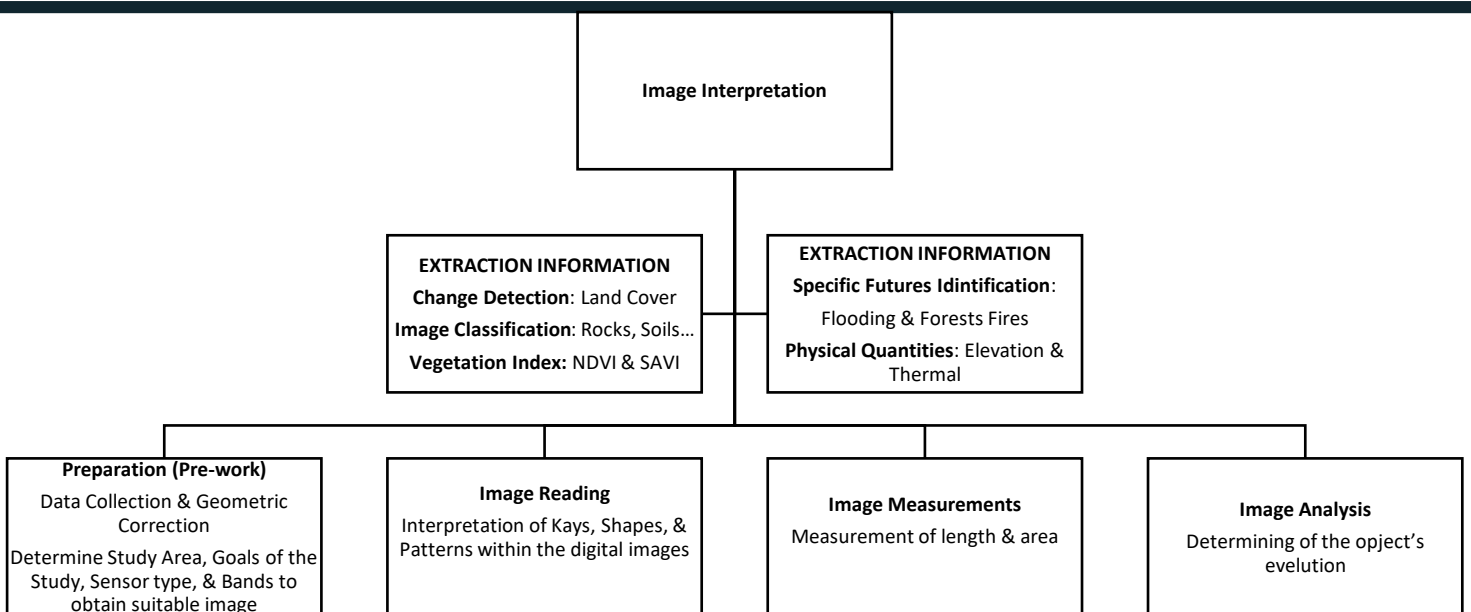 Image Interpretation
EXTRACTION INFORMATION
Change Detection: Land Cover
Image Classification: Rocks, Soils…
Vegetation Index: NDVI & SAVI
EXTRACTION INFORMATION
Specific Futures Idintification:
Flooding & Forests Fires
Physical Quantities: Elevation &
Thermal
Preparation (Pre-work)
Data Collection & Geometric
Correction
Determine Study Area, Goals of the
Study, Sensor type, & Bands to
obtain suitable image
Image Reading
Interpretation of Kays, Shapes, &
Patterns within the digital images
Image Measurements
Measurement of length & area
Image Analysis
Determining of the opject’s
evelution